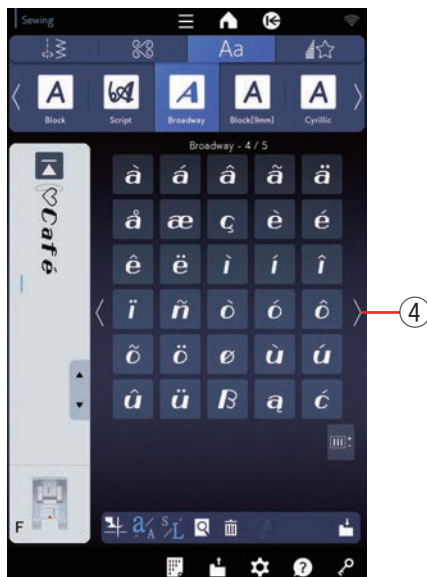 Sewing
Aa
A A A A A
Block Script Broadway Block(9mm) Cyrillic
Broadway - 4 / 5
♡Café
à á â ã ä
å æ ç è é
ê ë ì í î
ï ñ ò ó ô
④
õ ö ø ù ú
û ü ß ą ć
F
a/A S/L
?